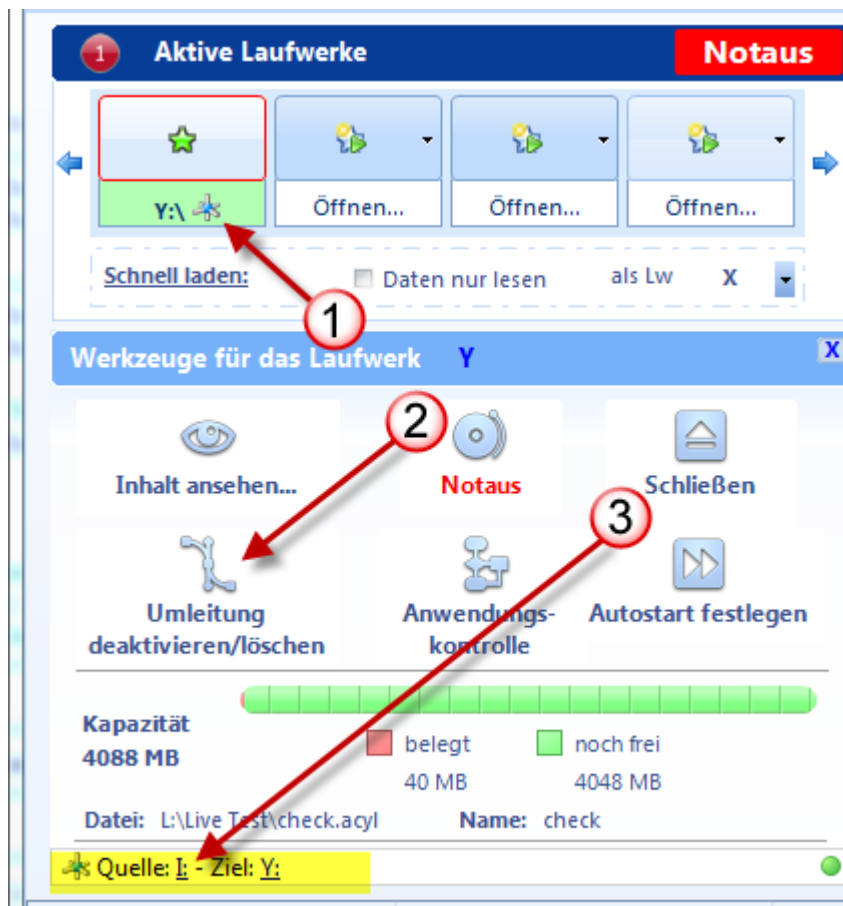 1 Aktive Laufwerke Notaus
Y:\ Öffnen... Öffnen... Öffnen...
Schnell laden: Daten nur lesen als Lw X
1
Werkzeuge für das Laufwerk Y X
2
Inhalt ansehen... Notaus Schließen
3
Umleitung deaktivieren/löschen Anwendungs-kontrolle Autostart festlegen
Kapazität
4088 MB
belegt noch frei
40 MB 4048 MB
Datei: L:\Live Test\check.acyl Name: check
Quelle: I: - Ziel: Y: